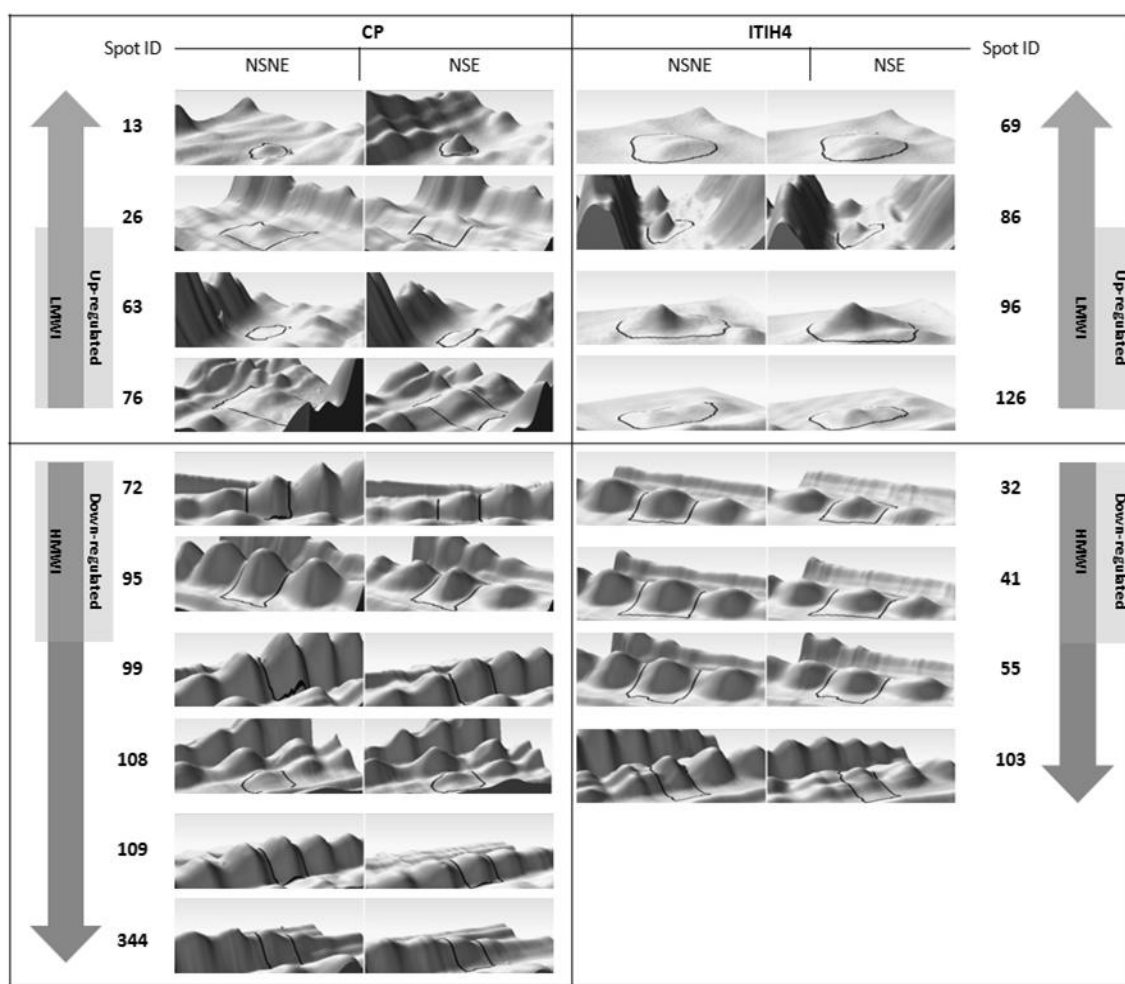 CP
ITIH4
Spot ID
NSNE
NSE
NSNE
NSE
Spot ID
13
69
26
86
63
96
76
126
LMWI
Up-regulated
LMWI
Up-regulated
72
32
95
41
99
55
108
103
109
344
HMWI
Down-regulated
HMWI
Down-regulated